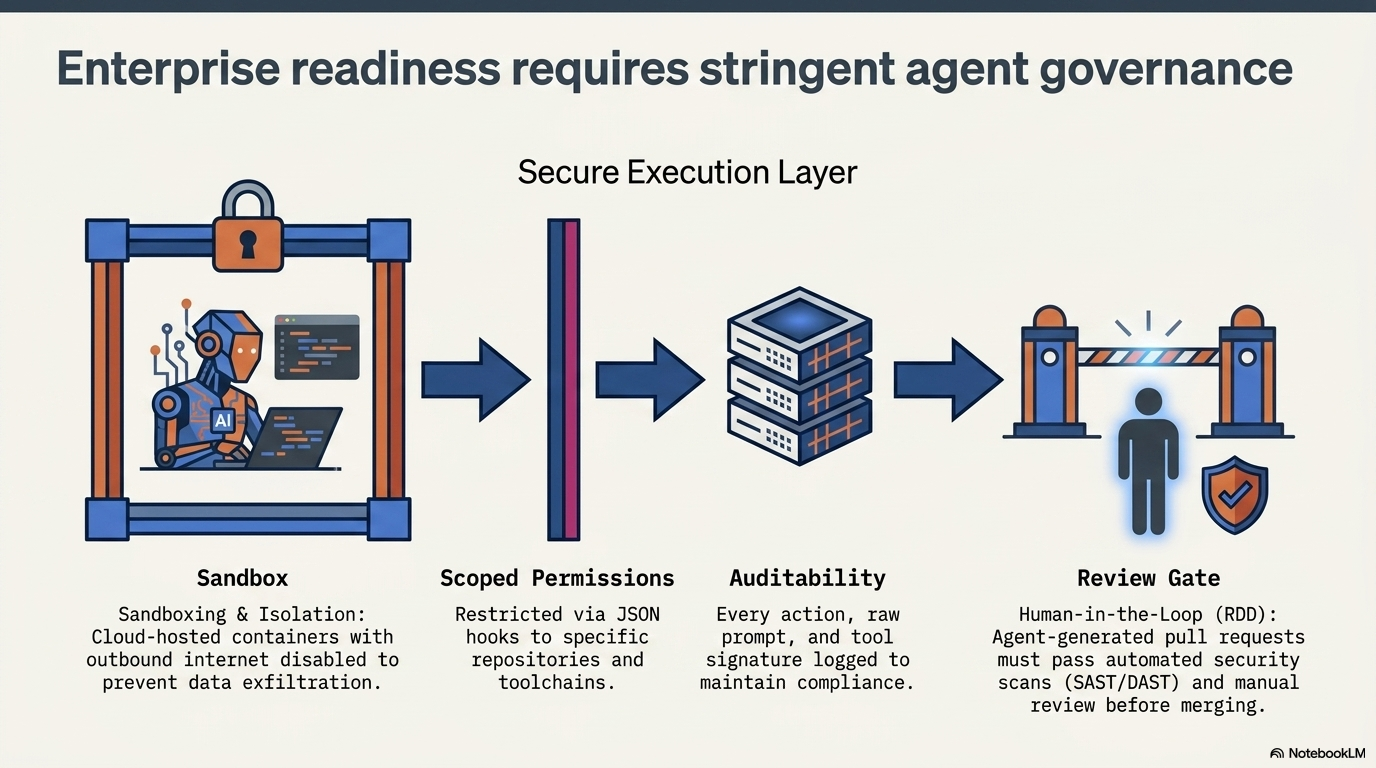 Enterprise readiness requires stringent agent governance
Secure Execution Layer
AI
Sandbox
Sandboxing & Isolation:
Cloud-hosted containers with
outbound internet disabled to
prevent data exfiltration.
Scoped Permissions
Restricted via JSON
hooks to specific
repositories and
toolchains.
Auditability
Every action, raw
prompt, and tool
signature logged to
maintain compliance.
Review Gate
Human-in-the-Loop (RDD):
Agent-generated pull requests
must pass automated security
scans (SAST/DAST) and manual
review before merging.
NotebookLM